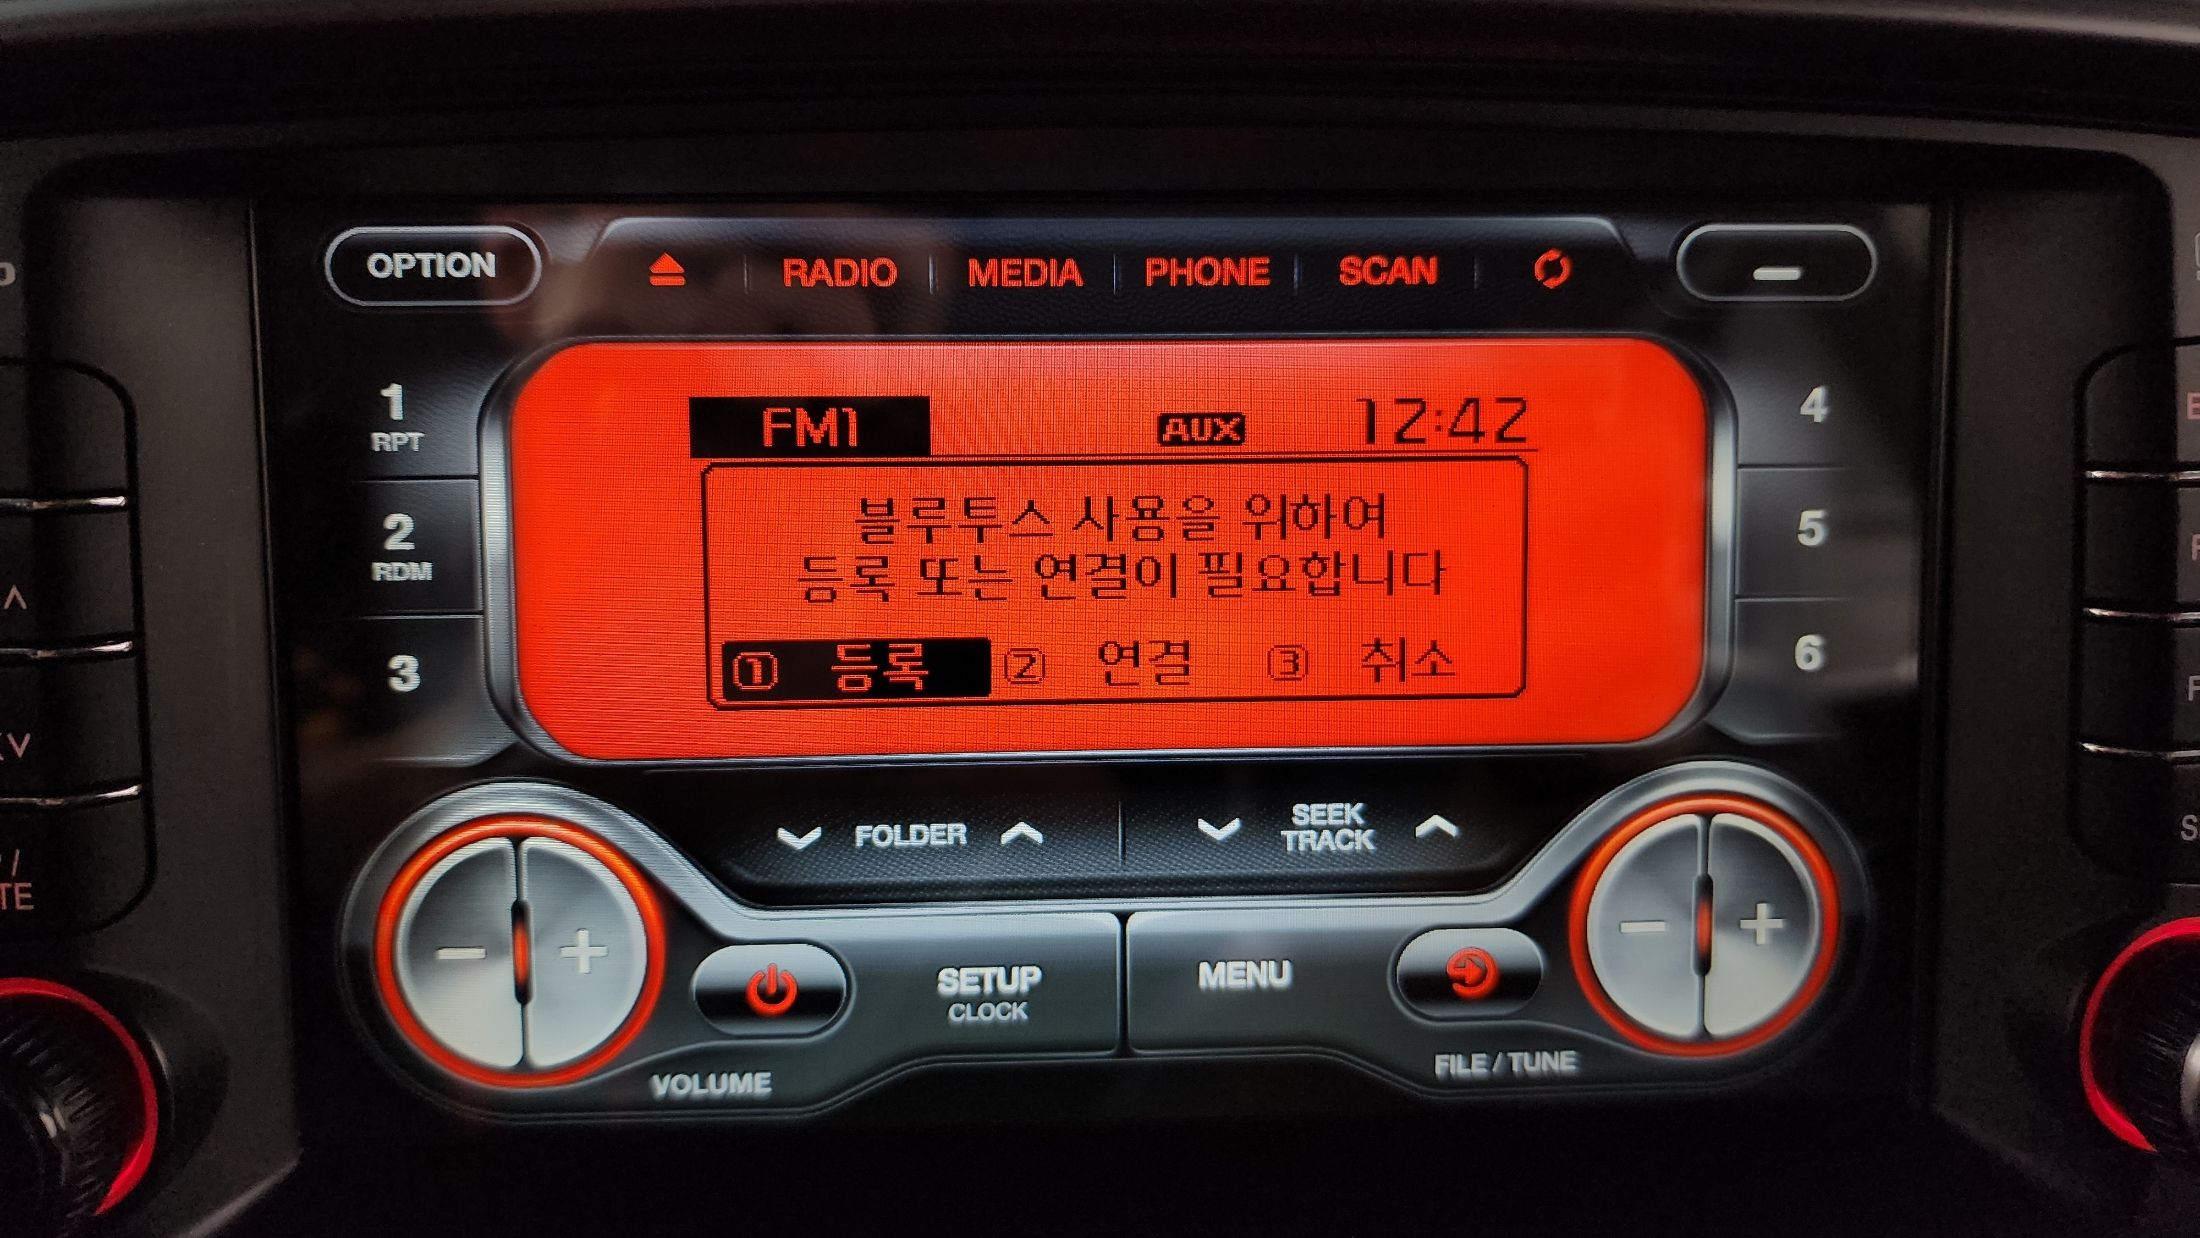 OPTION
RADIO MEDIA PHONE SCAN
1 RPT
2 RDM
3
FM1 AUX 12:42
블루투스 사용을 위하여
등록 또는 연결이 필요합니다
① 등록 ② 연결 ③ 취소
4
5
6
FOLDER
SEEK
TRACK
SETUP
CLOCK
MENU
VOLUME
FILE / TUNE